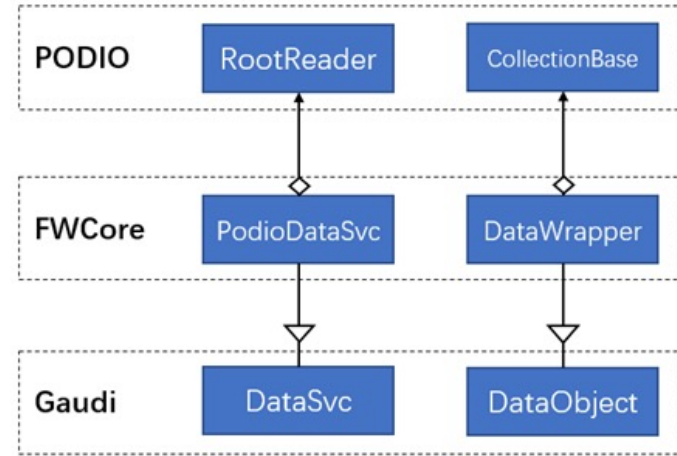 PODIO RootReader CollectionBase
FWCore PodioDataSvc DataWrapper
Gaudi DataSvc DataObject